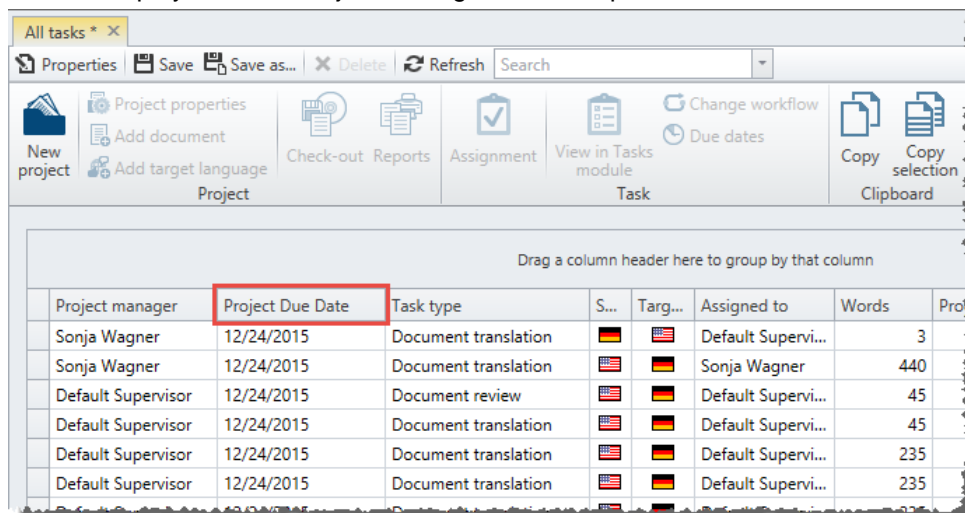 All tasks * ×
Properties Save Save as... Delete Refresh Search
New project
Project properties
Add document
Add target language
Check-out Reports
Project
Assignment
View in Tasks module
Change workflow
Due dates
Task
Copy
Copy selection
Clipboard
Drag a column header here to group by that column
Project manager Project Due Date Task type S... Targ... Assigned to Words
Sonja Wagner 12/24/2015 Document translation Default Supervi... 3
Sonja Wagner 12/24/2015 Document translation Sonja Wagner 440
Default Supervisor 12/24/2015 Document review Default Supervi... 45
Default Supervisor 12/24/2015 Document translation Default Supervi... 45
Default Supervisor 12/24/2015 Document translation Default Supervi... 235
Default Supervisor 12/24/2015 Document translation Default Supervi... 235